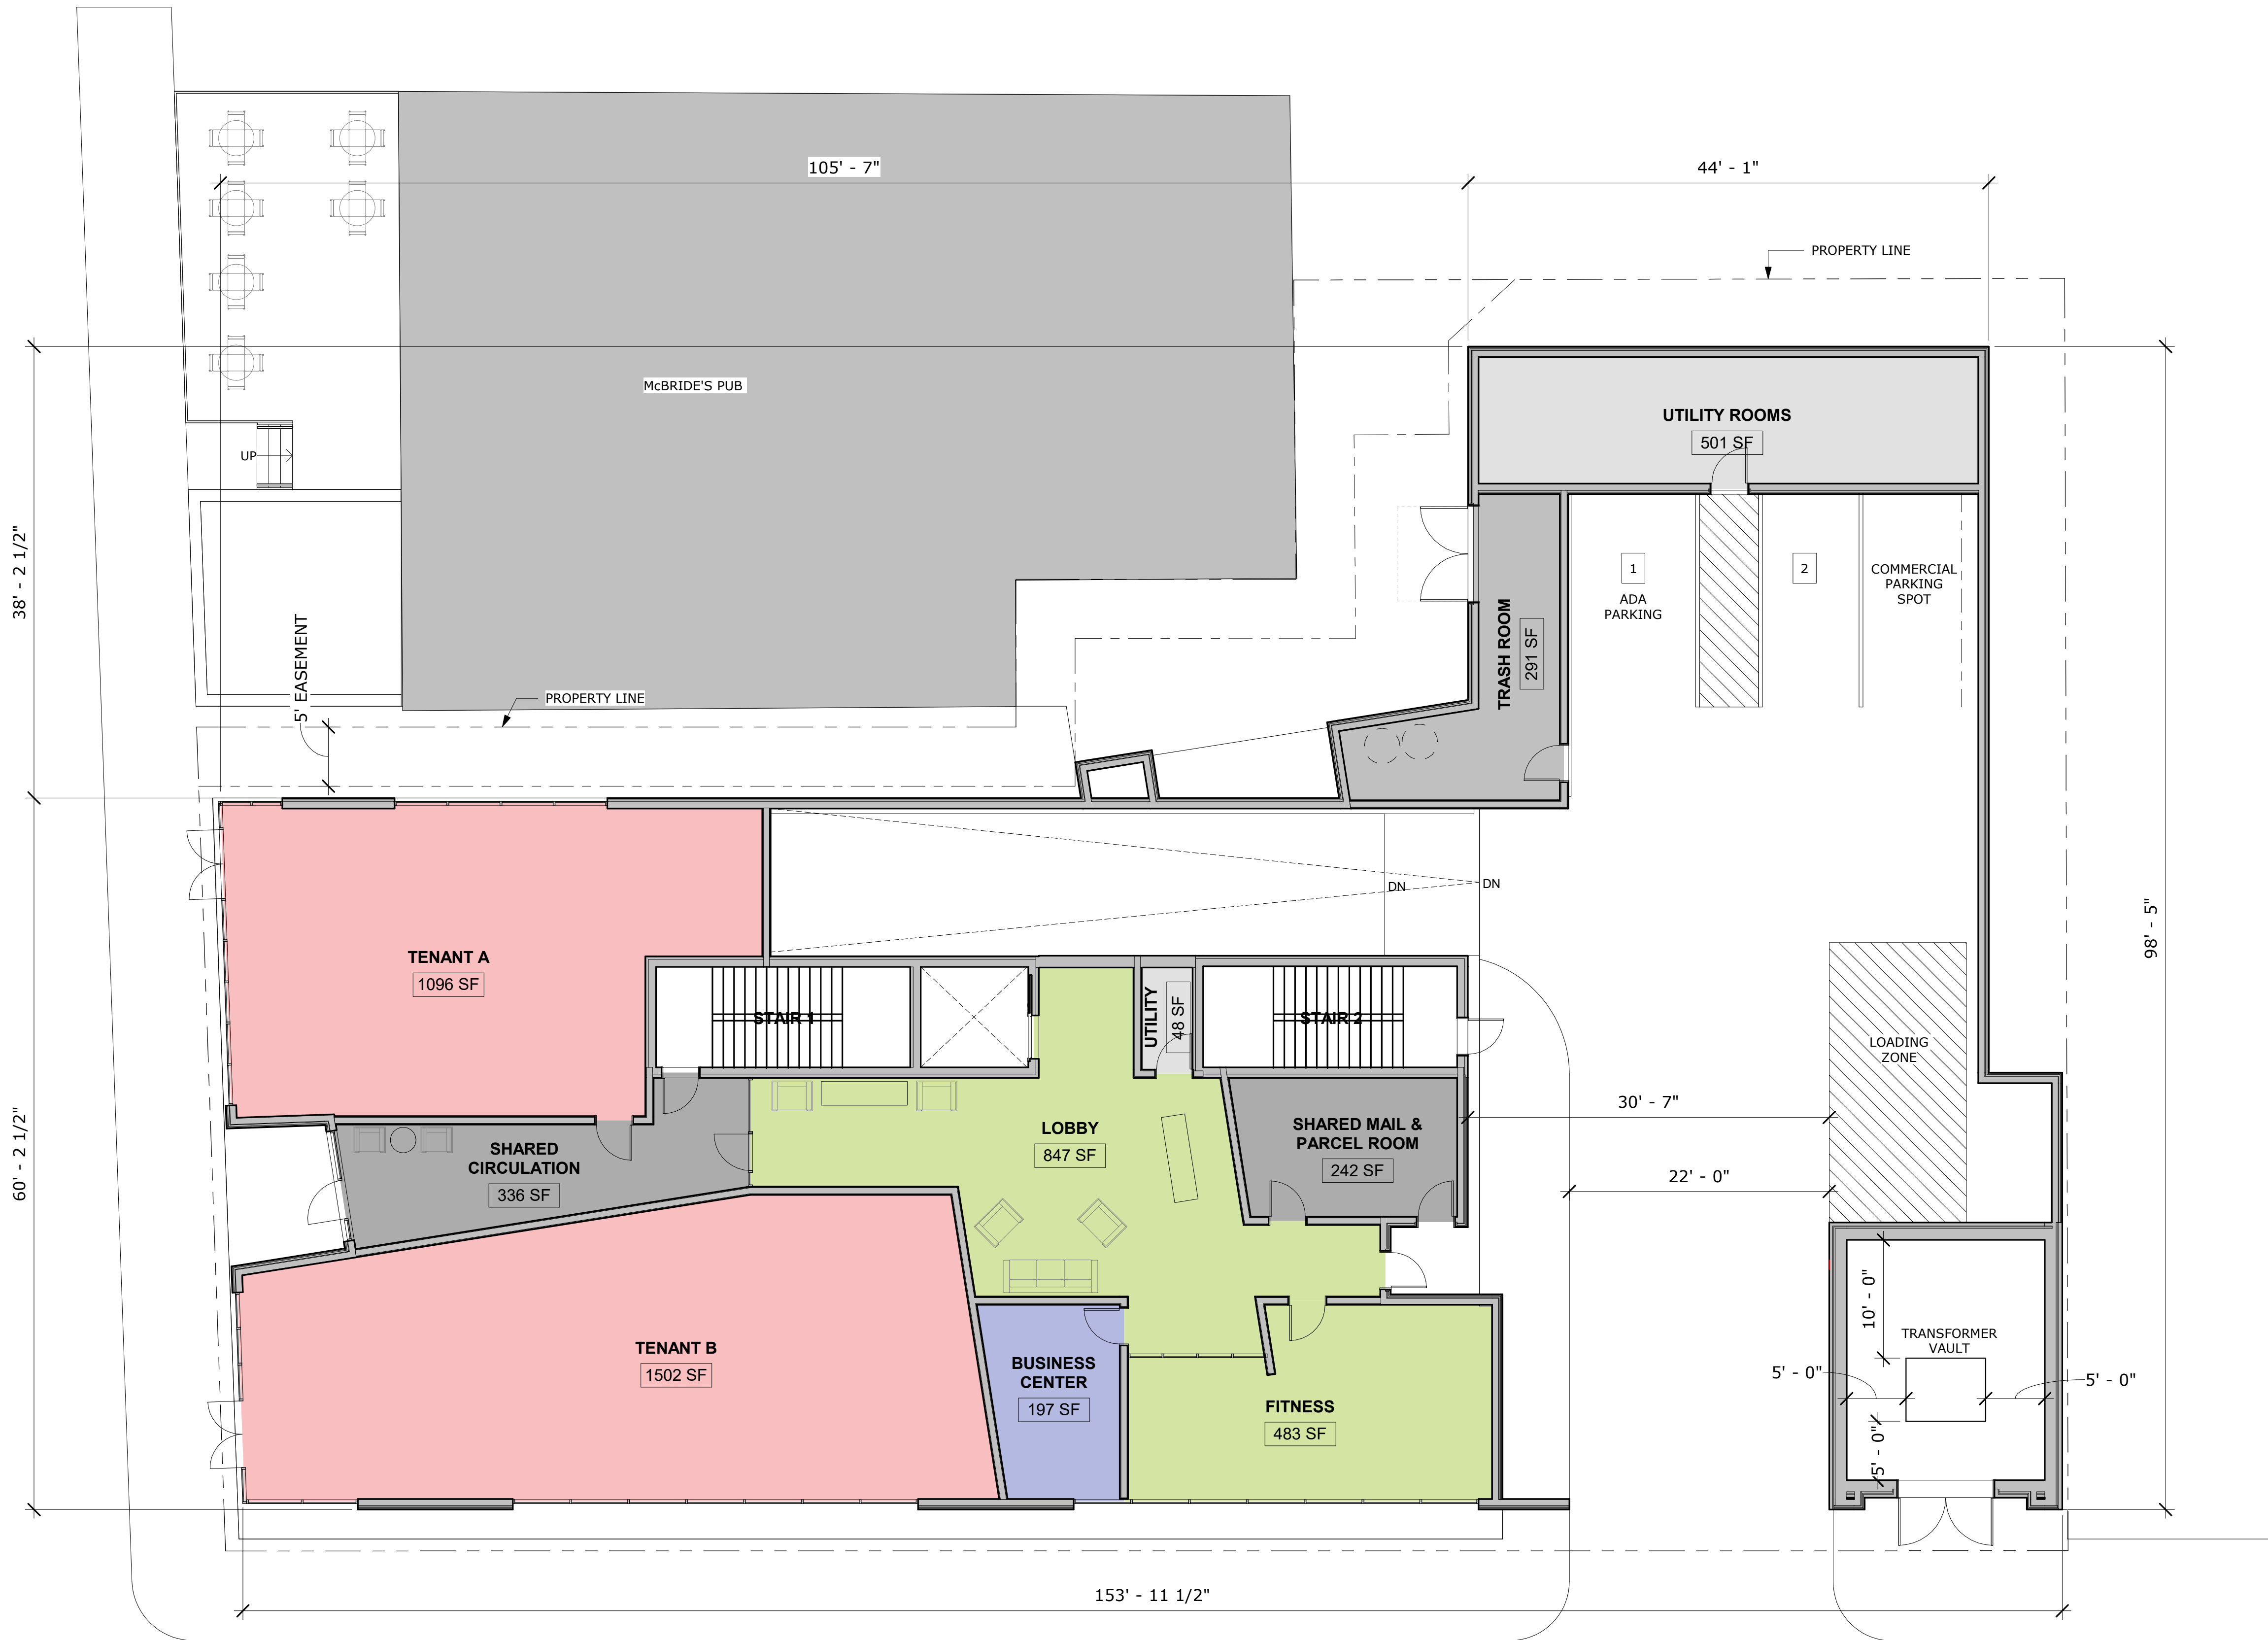 105' - 7"
44' - 1"
PROPERTY LINE
McBRIDE'S PUB
UP
UTILITY ROOMS
501 SF
38' - 2 1/2"
5' EASEMENT
PROPERTY LINE
TRASH ROOM
291 SF
1
ADA
PARKING
2
COMMERCIAL
PARKING
SPOT
DN
DN
98' - 5"
TENANT A
1096 SF
STAIR 1
UTILITY
48 SF
STAIR 2
LOADING
ZONE
60' - 2 1/2"
SHARED
CIRCULATION
336 SF
LOBBY
847 SF
SHARED MAIL &
PARCEL ROOM
242 SF
30' - 7"
22' - 0"
TENANT B
1502 SF
BUSINESS
CENTER
197 SF
FITNESS
483 SF
10' - 0"
TRANSFORMER
VAULT
5' - 0"
5' - 0"
5' - 0"
153' - 11 1/2"